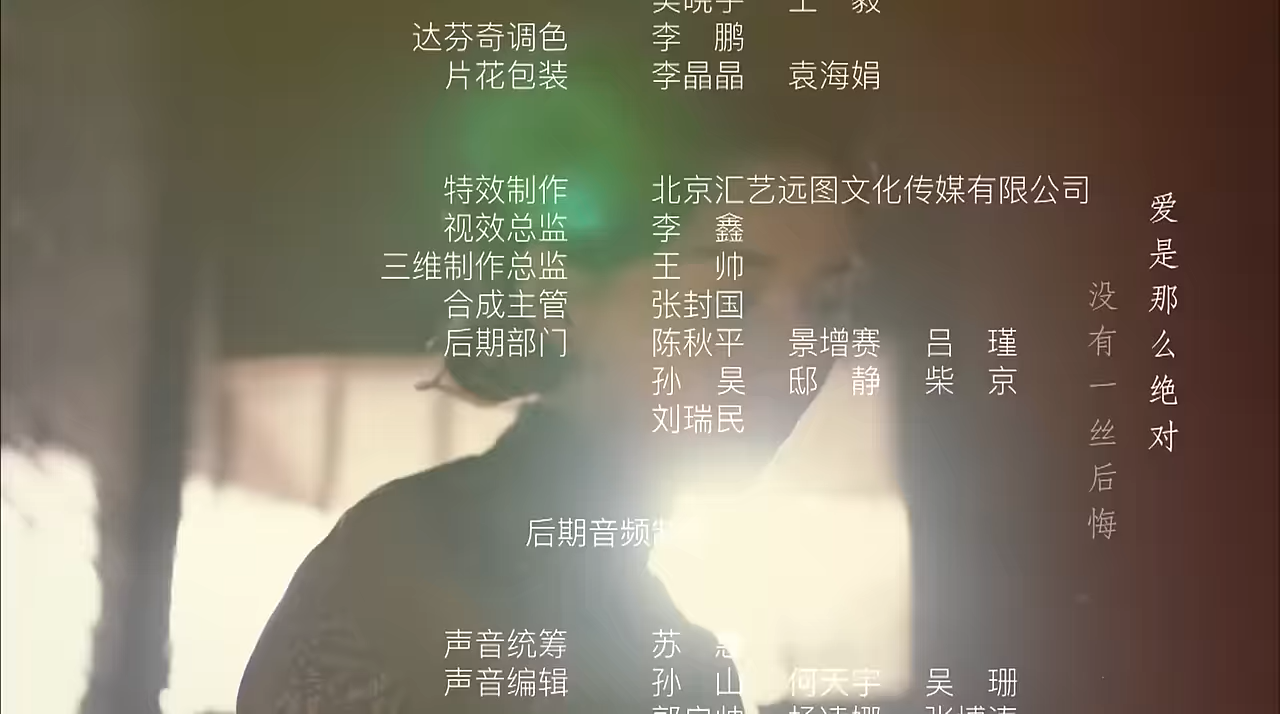 达芬奇调色 李 鹏
片花包装 李晶晶 袁海娟
特效制作 北京汇艺远图文化传媒有限公司
视效总监 李 鑫
三维制作总监 王 帅
合成主管 张封国
后期部门 陈秋平 景增赛 吕 瑾
孙 昊 邸 静 柴 京
刘瑞民
后期音频制
声音统筹 苏
声音编辑 孙 山 何天宇 吴 珊
爱是那么绝对
没有一丝后悔